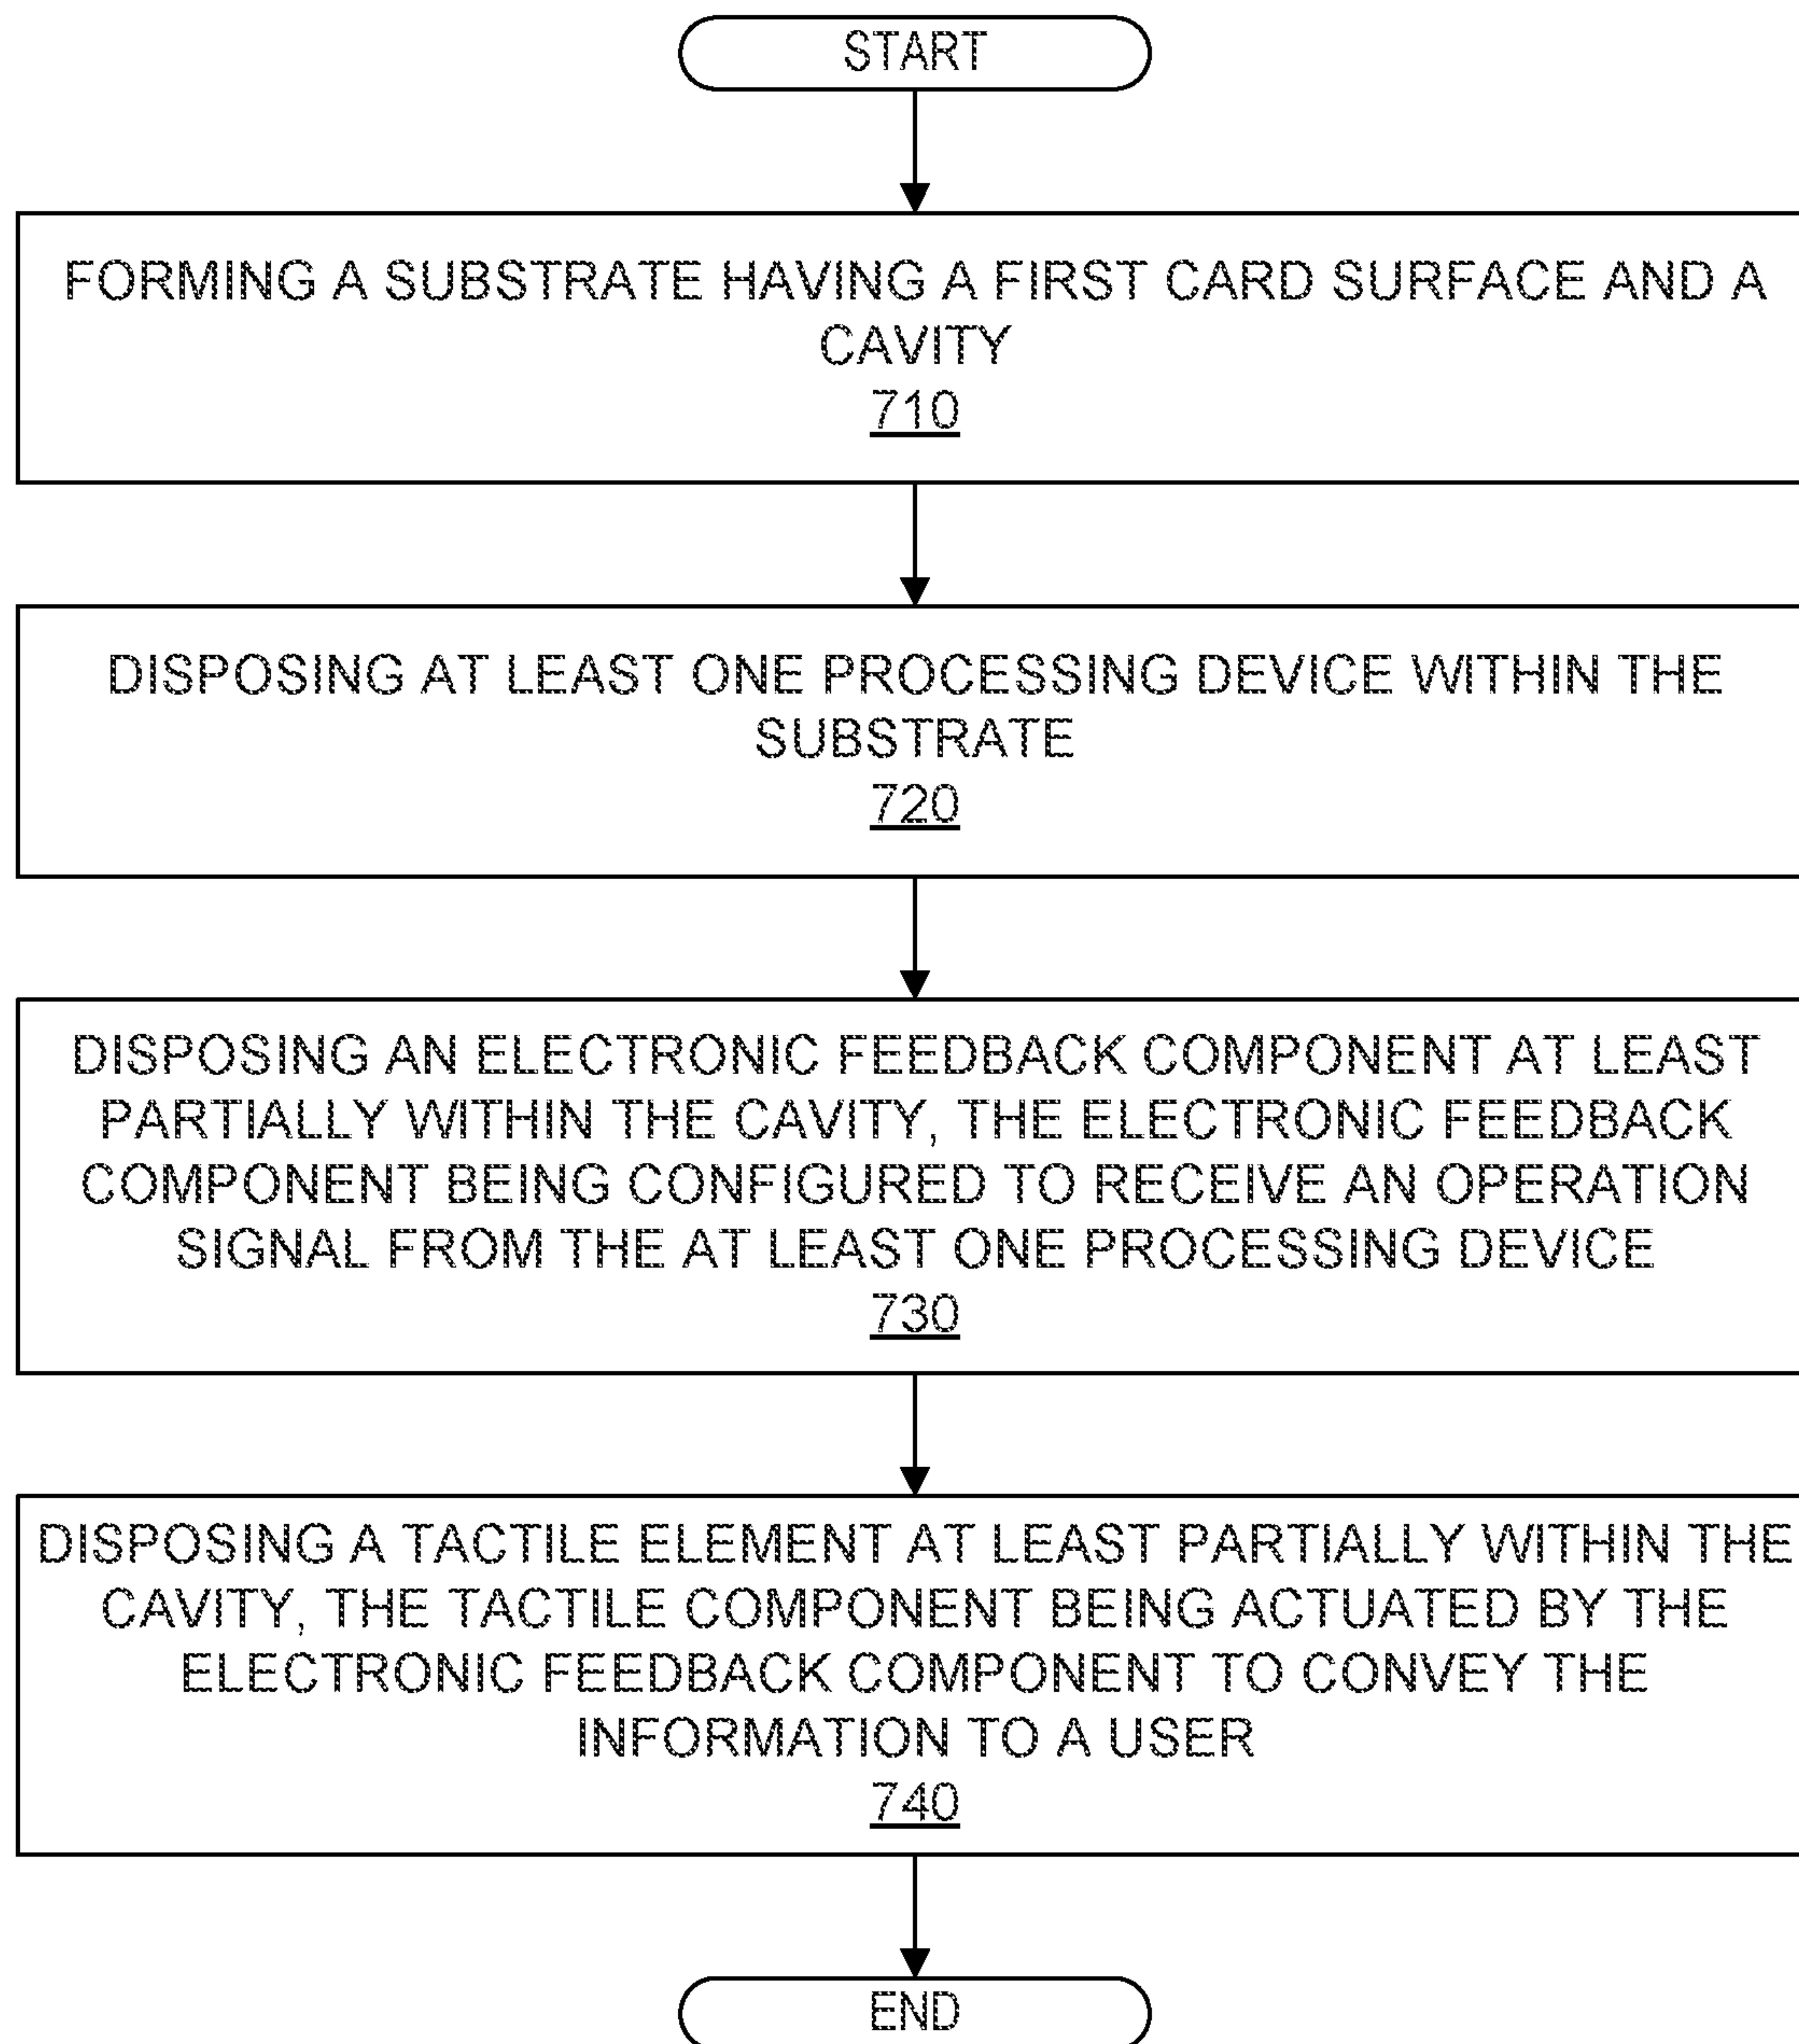 START
FORMING A SUBSTRATE HAVING A FIRST CARD SURFACE AND A
CAVITY
710
DISPOSING AT LEAST ONE PROCESSING DEVICE WITHIN THE
SUBSTRATE
720
DISPOSING AN ELECTRONIC FEEDBACK COMPONENT AT LEAST
PARTIALLY WITHIN THE CAVITY, THE ELECTRONIC FEEDBACK
COMPONENT BEING CONFIGURED TO RECEIVE AN OPERATION
SIGNAL FROM THE AT LEAST ONE PROCESSING DEVICE
730
DISPOSING A TACTILE ELEMENT AT LEAST PARTIALLY WITHIN THE
CAVITY, THE TACTILE COMPONENT BEING ACTUATED BY THE
ELECTRONIC FEEDBACK COMPONENT TO CONVEY THE
INFORMATION TO A USER
740
END